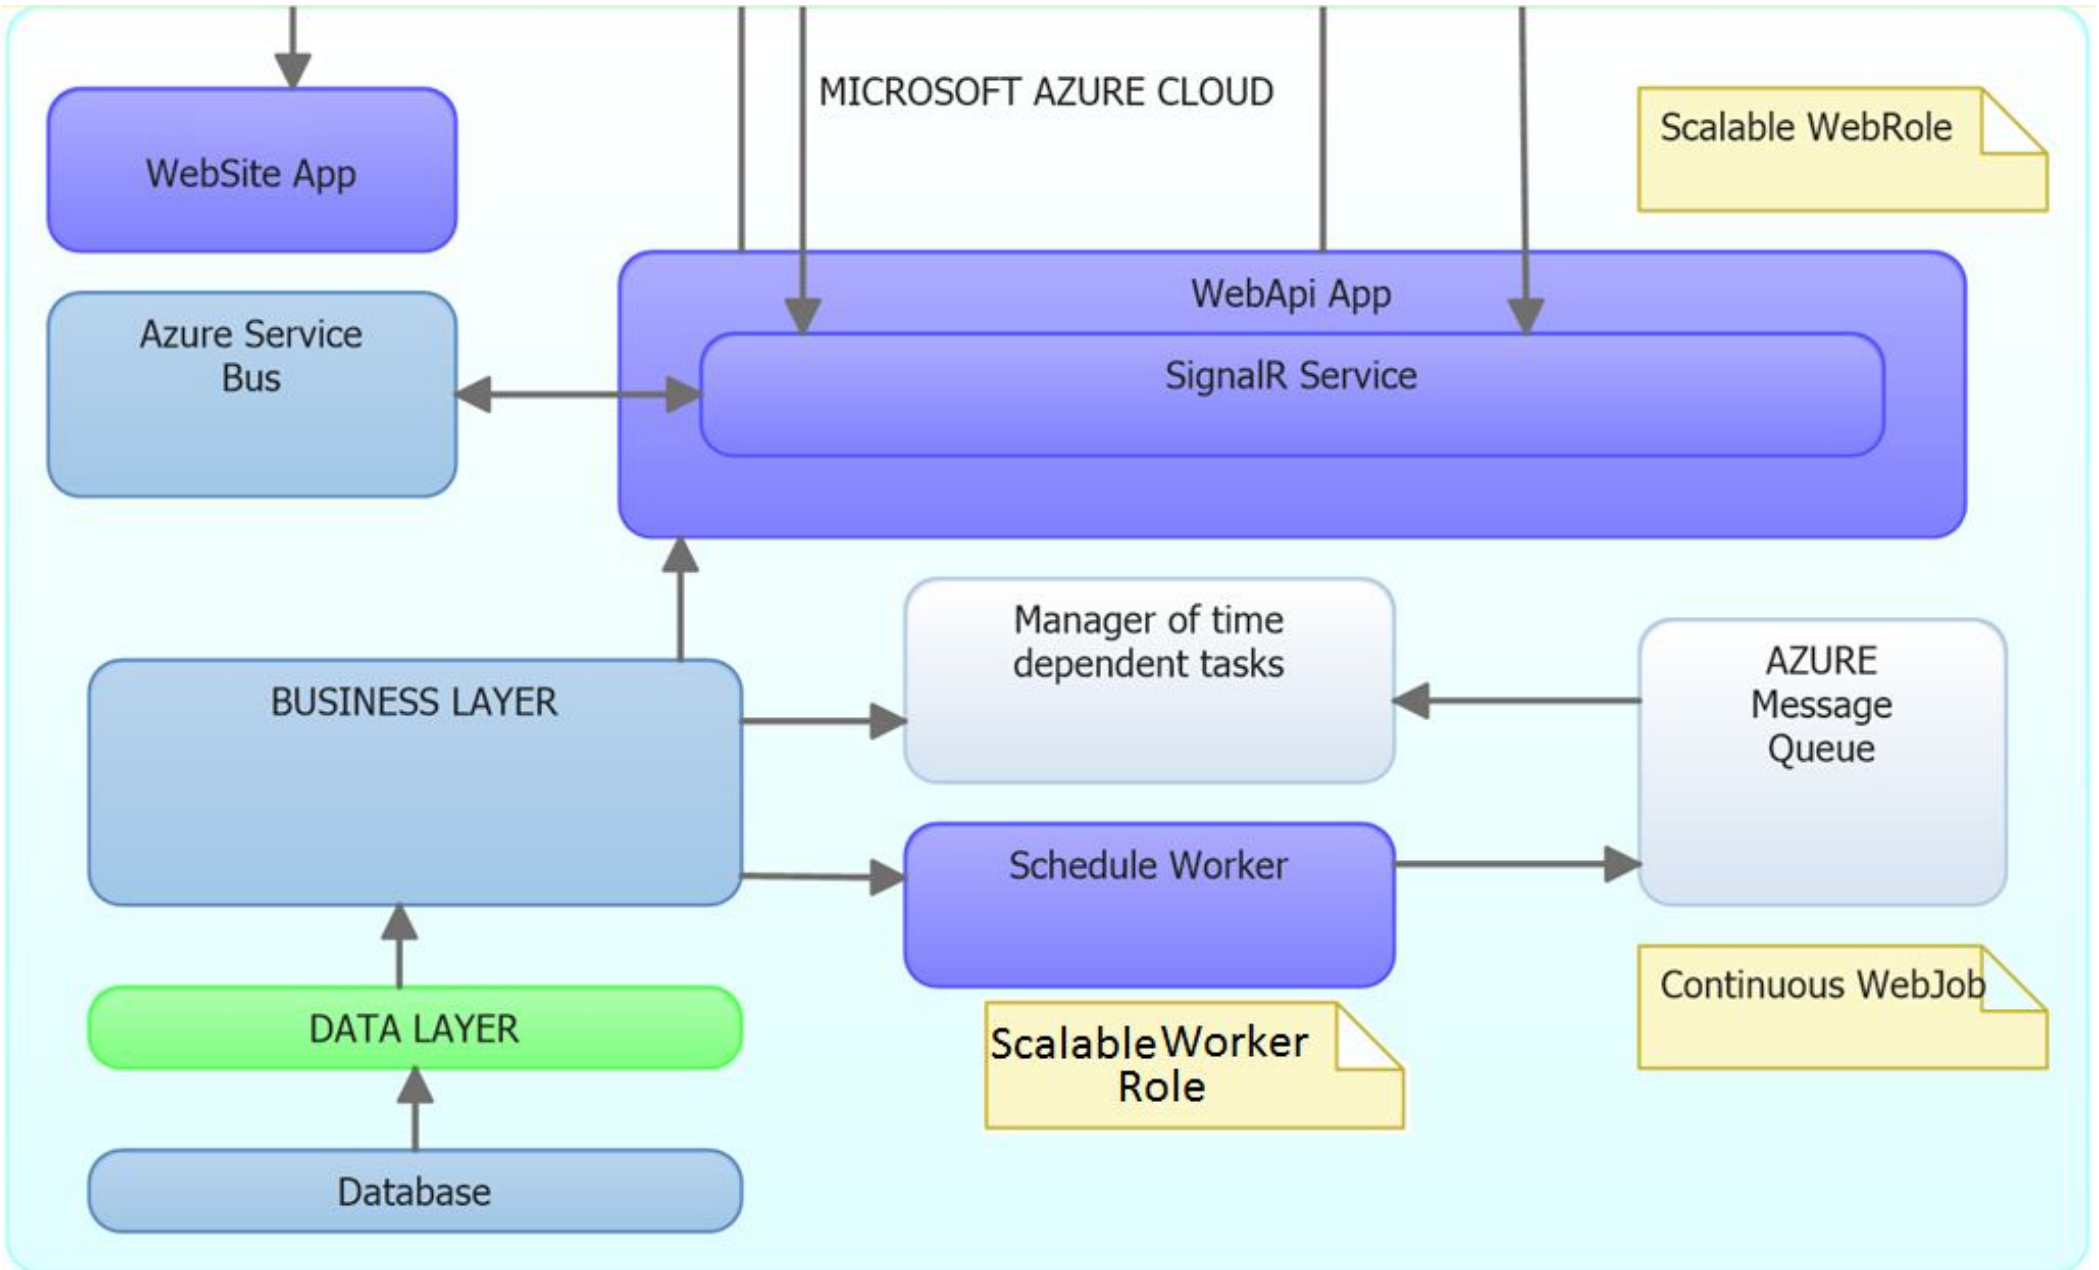 MICROSOFT AZURE CLOUD
Scalable WebRole
WebSite App
WebApi App
Azure Service
Bus
SignalR Service
Manager of time
dependent tasks
AZURE
Message
Queue
BUSINESS LAYER
Schedule Worker
Continuous WebJob
DATA LAYER
ScalableWorker
Role
Database